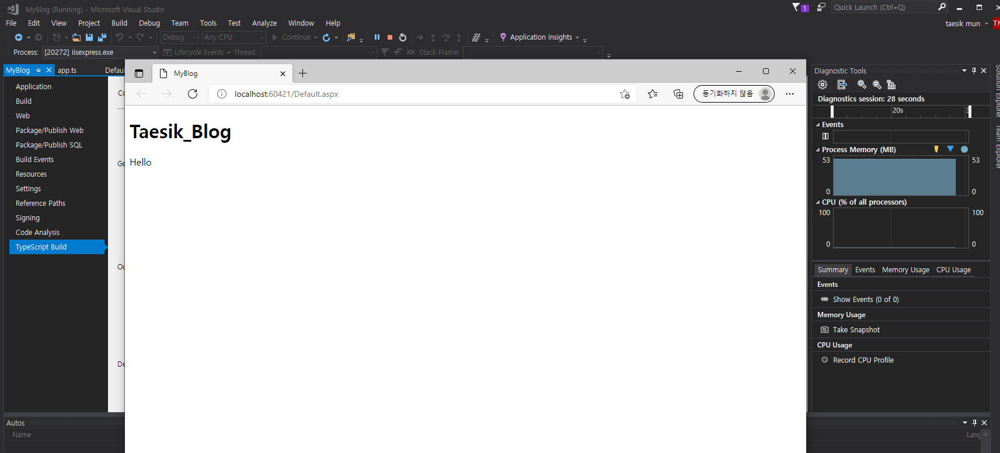 MyBlog (Running) - Microsoft Visual Studio
1
Quick Launch (Ctrl+Q)
File Edit View Project Build Debug Team Tools Test Analyze Window Help
taesik mun
TM
Debug Any CPU Continue Application Insights
Process: [20272] iisexpress.exe Lifecycle Events Thread: Stack Frame:
MyBlog app.ts Defaul
Application
Build
Web
Package/Publish Web
Package/Publish SQL
Build Events
Resources
Settings
Reference Paths
Signing
Code Analysis
TypeScript Build
Co
Ge
Ou
De
MyBlog
localhost:60421/Default.aspx
동기화하지 않음
Taesik_Blog
Hello
Diagnostic Tools
Diagnostics session: 28 seconds
20s
Events
Process Memory (MB)
53 53
0 0
CPU (% of all processors)
100 100
0 0
Summary Events Memory Usage CPU Usage
Events
Show Events (0 of 0)
Memory Usage
Take Snapshot
CPU Usage
Record CPU Profile
Solution Explorer
Team Explorer
Autos
Name
Lang